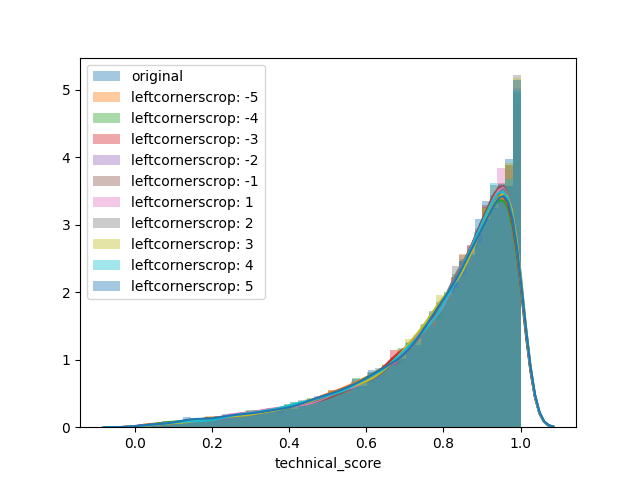 original
leftcornerscrop: -5
leftcornerscrop: -4
leftcornerscrop: -3
leftcornerscrop: -2
leftcornerscrop: -1
leftcornerscrop: 1
leftcornerscrop: 2
leftcornerscrop: 3
leftcornerscrop: 4
leftcornerscrop: 5
5
4
3
2
1
0
0.0 0.2 0.4 0.6 0.8 1.0
technical_score